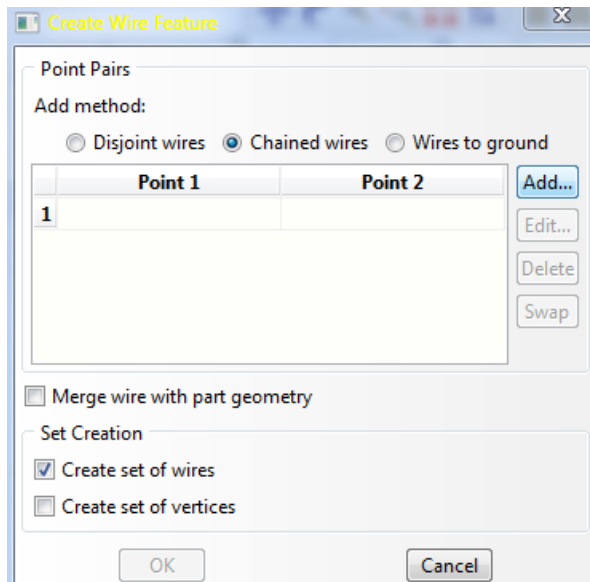 Create Wire Feature
Point Pairs
Add method:
Disjoint wires Chained wires Wires to ground
Point 1 Point 2 Add...
1
Edit...
Delete
Swap
Merge wire with part geometry
Set Creation
Create set of wires
Create set of vertices
OK Cancel